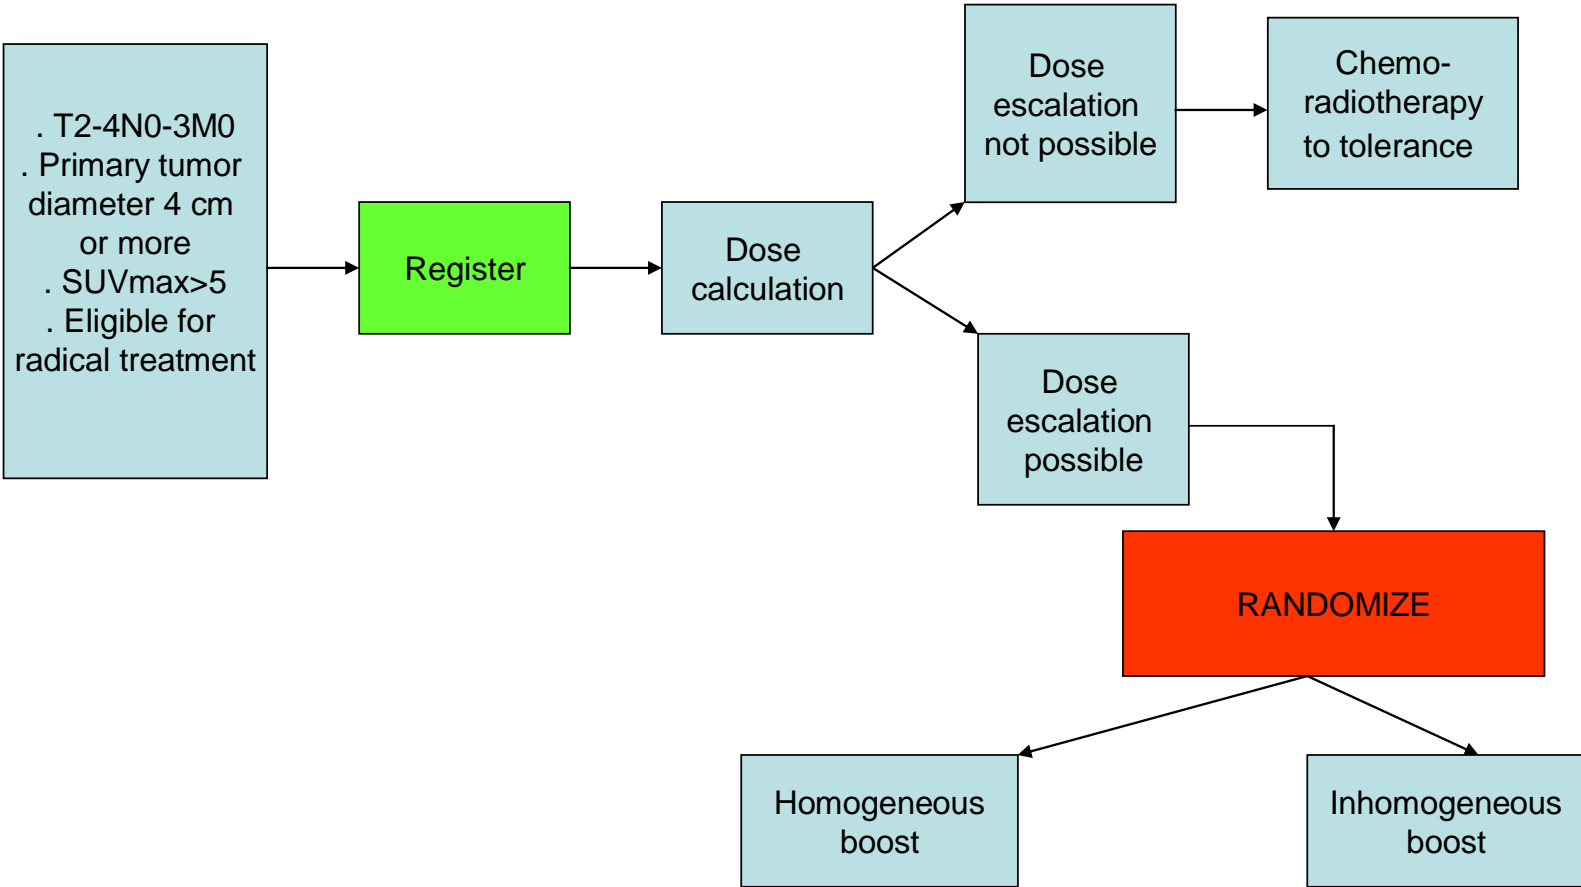 . T2-4N0-3M0
. Primary tumor
diameter 4 cm
or more
. SUVmax>5
. Eligible for
radical treatment
Register
Dose
calculation
Dose
escalation
not possible
Chemo-
radiotherapy
to tolerance
Dose
escalation
possible
RANDOMIZE
Homogeneous
boost
Inhomogeneous
boost